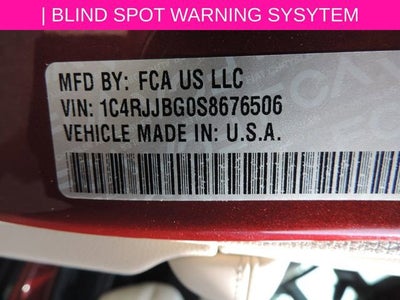 | BLIND SPOT WARNING SYSYTEM
MFD BY: FCA US LLC
VIN: 1C4RJJBG0S8676506
VEHICLE MADE IN: U.S.A.